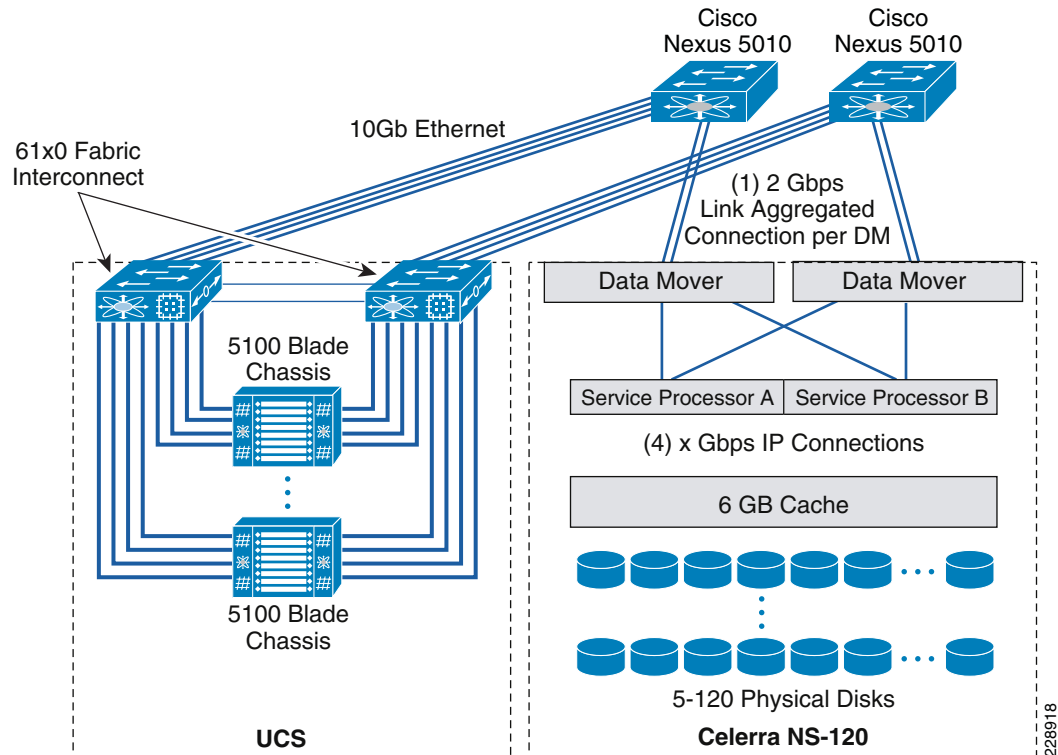 Cisco
Nexus 5010
Cisco
Nexus 5010
10Gb Ethernet
61x0 Fabric
Interconnect
(1) 2 Gbps
Link Aggregated
Connection per DM
Data Mover
Data Mover
5100 Blade
Chassis
Service Processor A
Service Processor B
(4) x Gbps IP Connections
6 GB Cache
5100 Blade
Chassis
5-120 Physical Disks
UCS
Celerra NS-120
228918